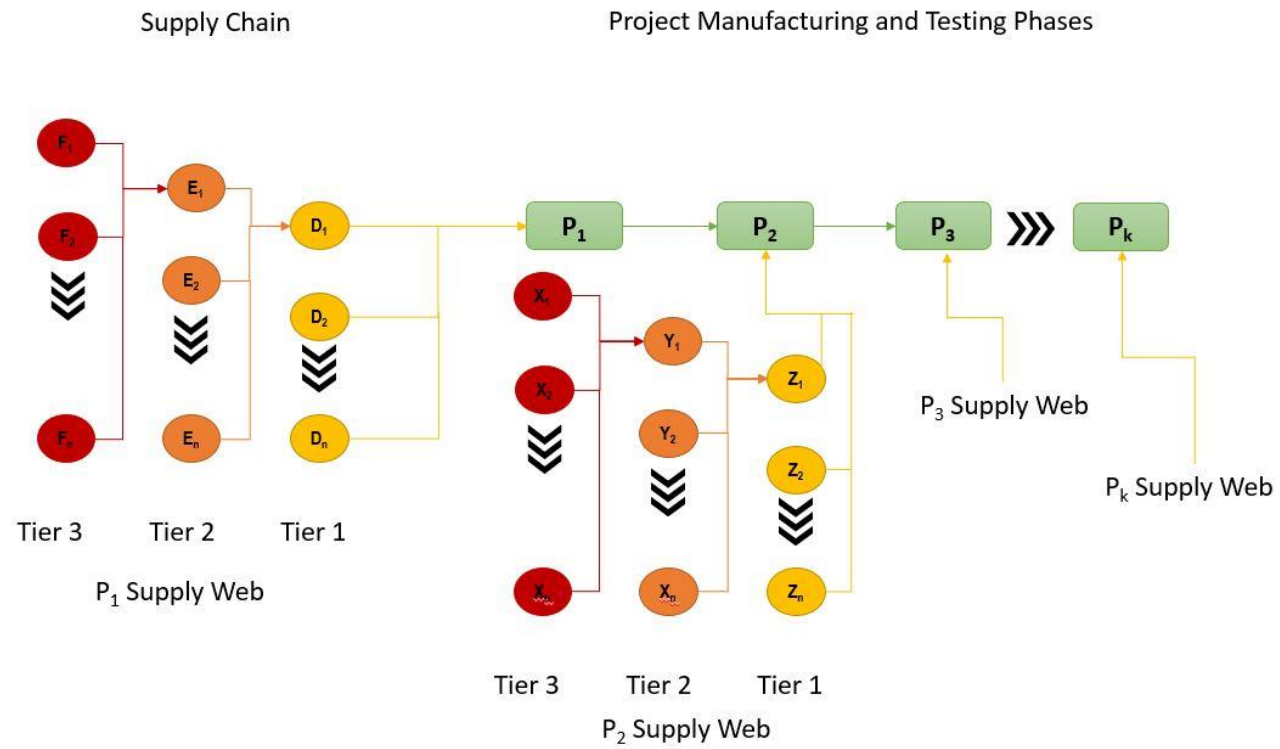 Supply Chain
Project Manufacturing and Testing Phases
F₁
E₁
F₂
D₁
P₁
P₂
P₃
Pₖ
E₂
D₂
X₁
Y₁
Z₁
X₂
P₃ Supply Web
Fₙ
Eₙ
Dₙ
Y₂
Z₂
Pₖ Supply Web
Tier 3
Tier 2
Tier 1
P₁ Supply Web
Xₙ
Xₙ
Zₙ
Tier 3
Tier 2
Tier 1
P₂ Supply Web